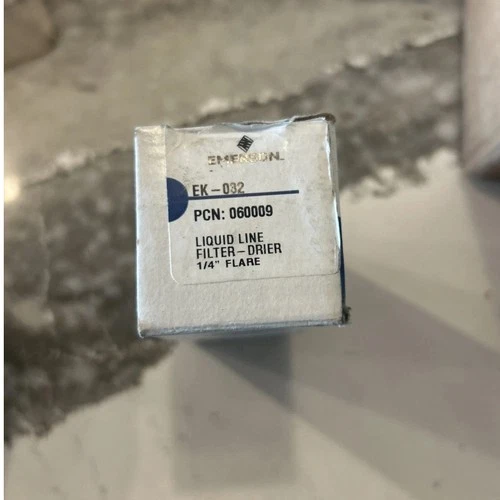 EMERSON
EK-032
PCN: 060009
LIQUID LINE
FILTER-DRIER
1/4" FLARE